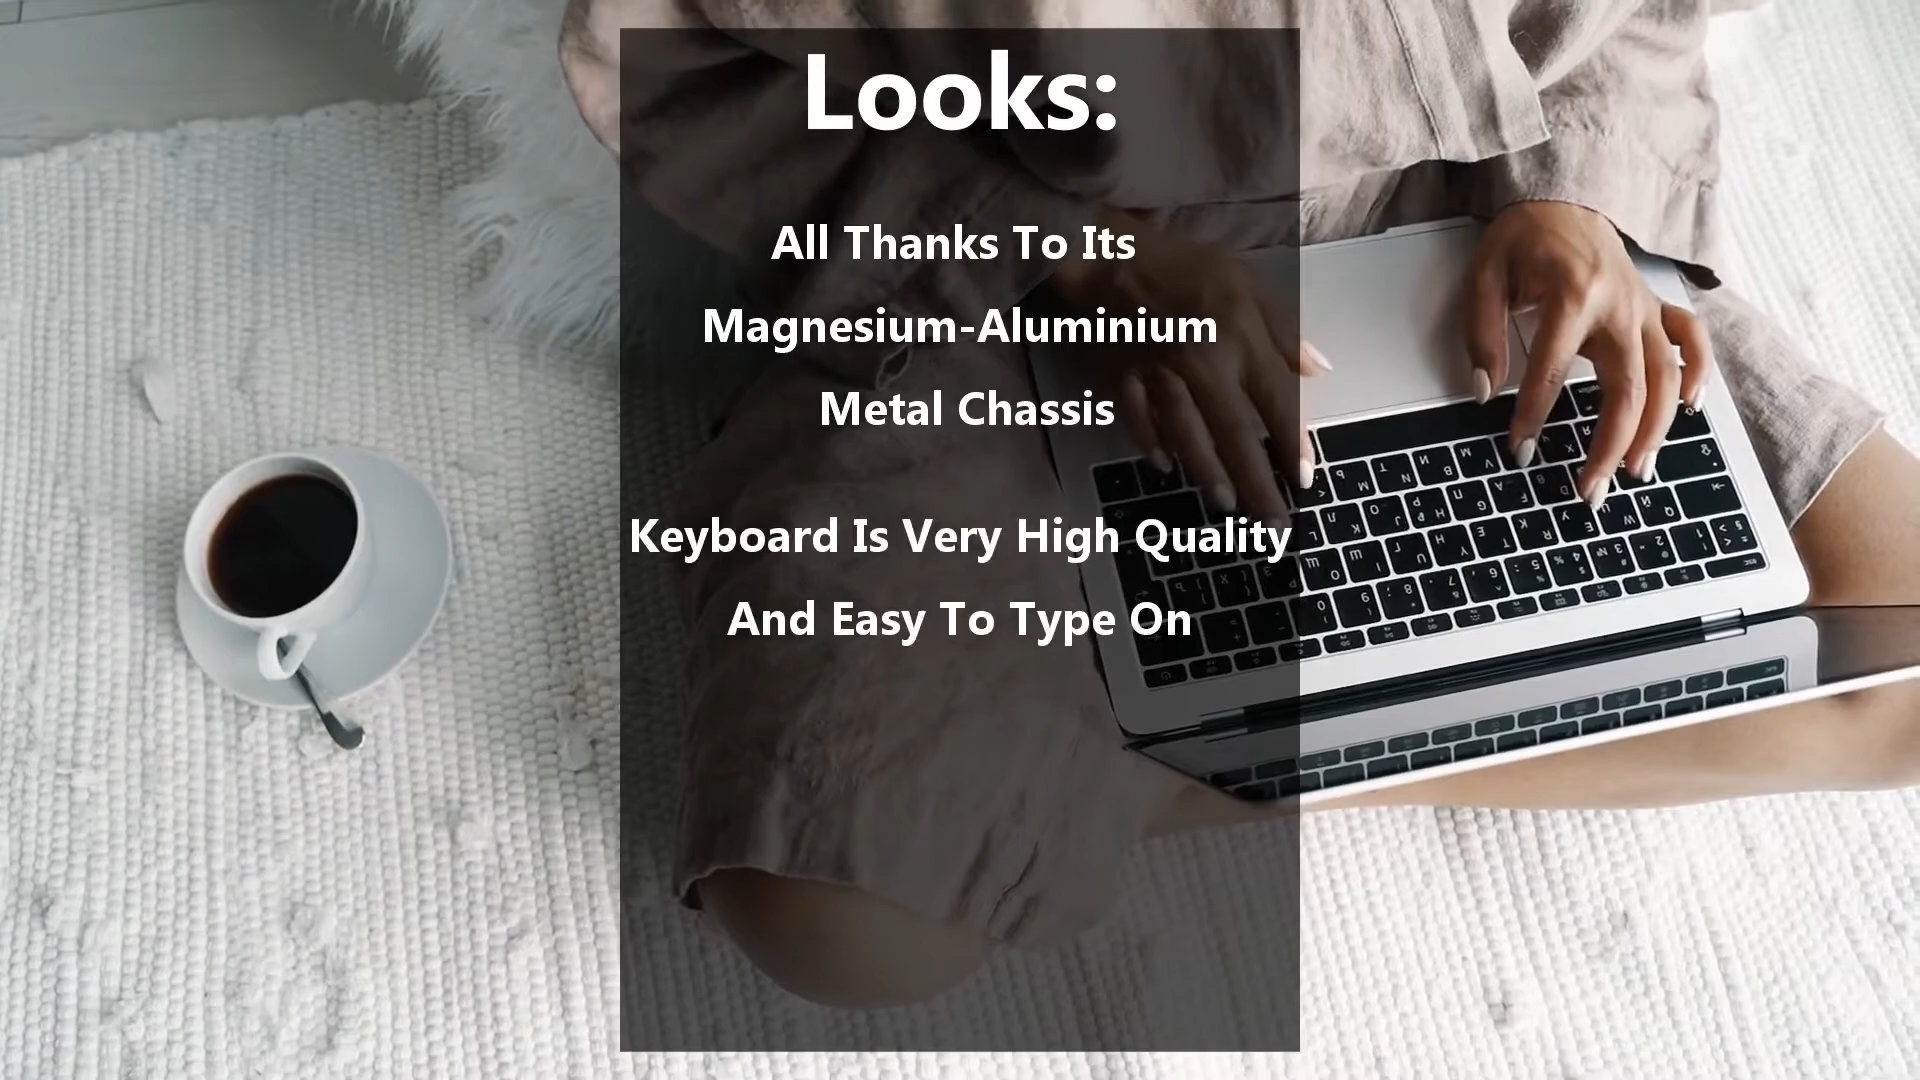 Looks:
All Thanks To Its
Magnesium-Aluminium
Metal Chassis
Keyboard Is Very High Quality
And Easy To Type On